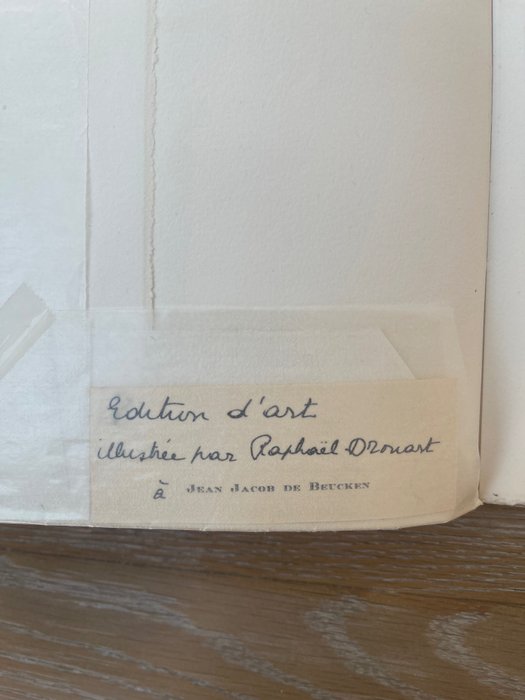 Edition d'art
illustrée par Raphaël Drouart
à JEAN JACOB DE BEUCKEN